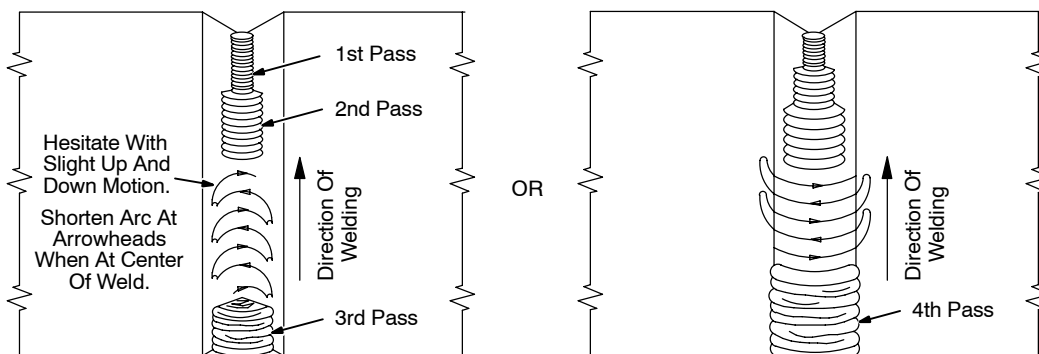 1st Pass
2nd Pass
Hesitate With
Slight Up And
Down Motion.
Shorten Arc At
Arrowheads
When At Center
Of Weld.
Direction Of
Welding
3rd Pass
OR
Direction Of
Welding
4th Pass